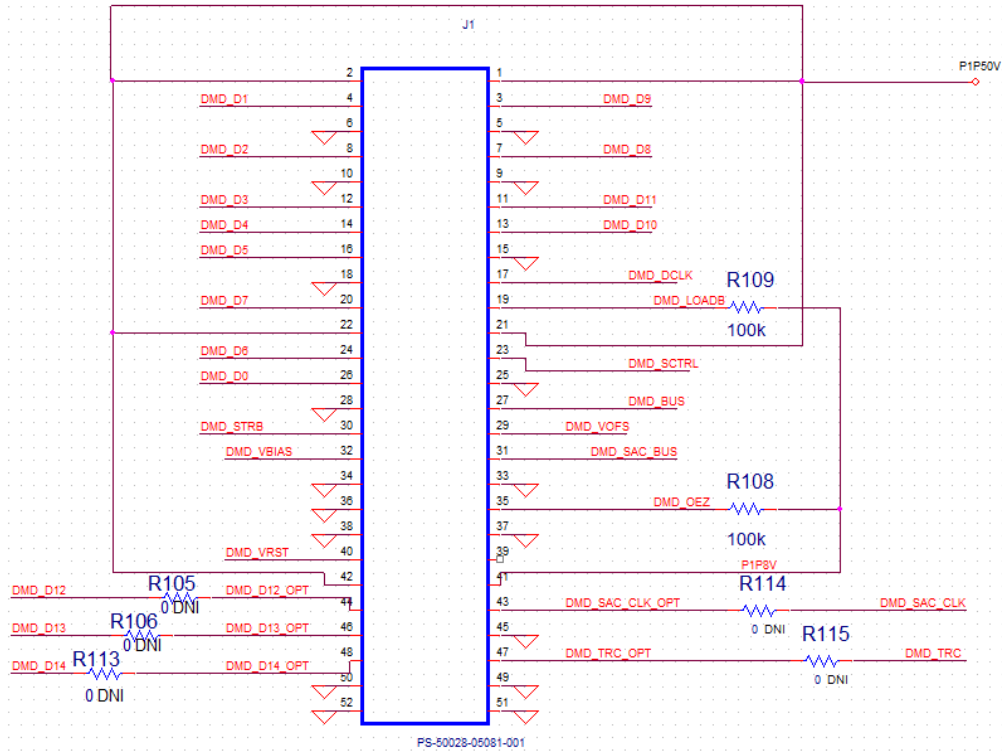 J1
P1P50V
2 1
DMD_D1 4 3 DMD_D9
6 5
DMD_D2 8 7 DMD_D8
10 9
DMD_D3 12 11 DMD_D11
DMD_D4 14 13 DMD_D10
DMD_D5 16 15
18 17 DMD_DCLK R109
DMD_D7 20 19 DMD_LOADB
100k
22 21
DMD_D6 24 23 DMD_SCTRL
DMD_D0 26 25
28 27 DMD_BUS
DMD_STRB 30 29 DMD_VOFS
DMD_VBIAS 32 31 DMD_SAC_BUS
34 33 R108
36 35 DMD_OEZ
38 37 100k
DMD_VRST 40 39
P1P8V
42 41
DMD_D12 R105 DMD_D12_OPT R114
0 DNI 44 43 DMD_SAC_CLK_OPT DMD_SAC_CLK
0 DNI
DMD_D13 R106 DMD_D13_OPT 46 45 R115
0 DNI
DMD_D14 R113 DMD_D14_OPT 48 47 DMD_TRC_OPT DMD_TRC
0 DNI
0 DNI
50 49
52 51
PS-50028-05081-001